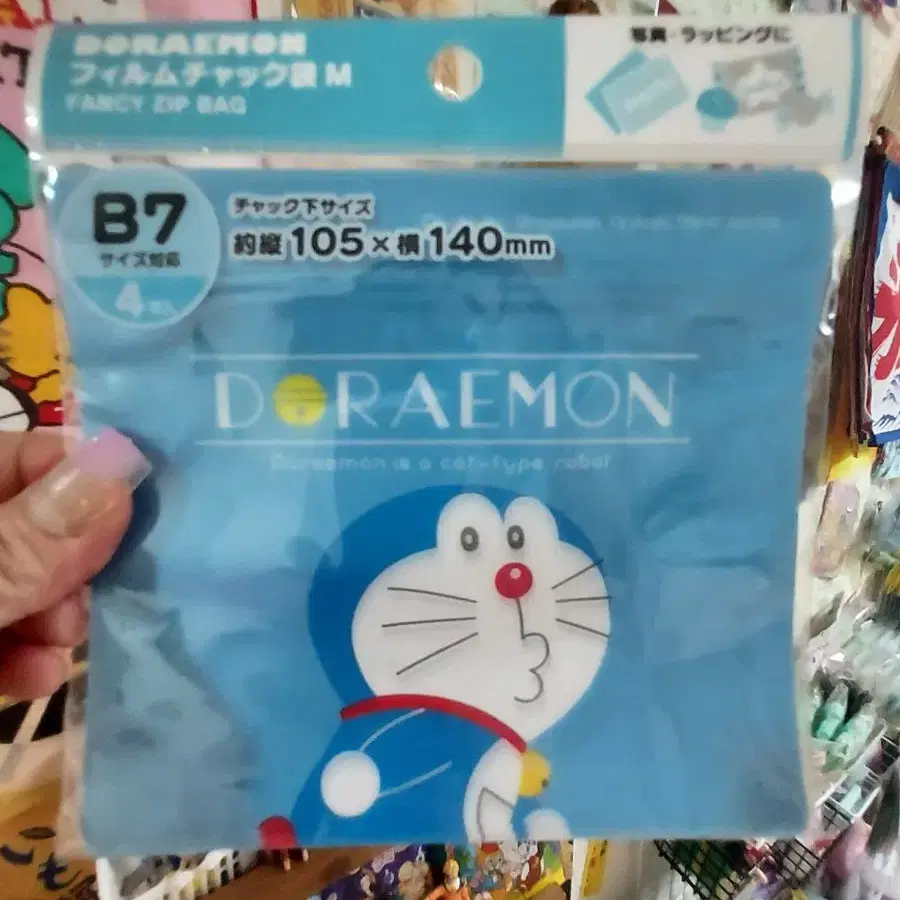 DORAEMON
フィルムチャック袋 M
FANCY ZIP BAG
写真・ラッピングに
B7
サイズ対応
4枚入
チャック下サイズ
約縦105×横140mm
DORAEMON
Doraemon is a cat-type robot